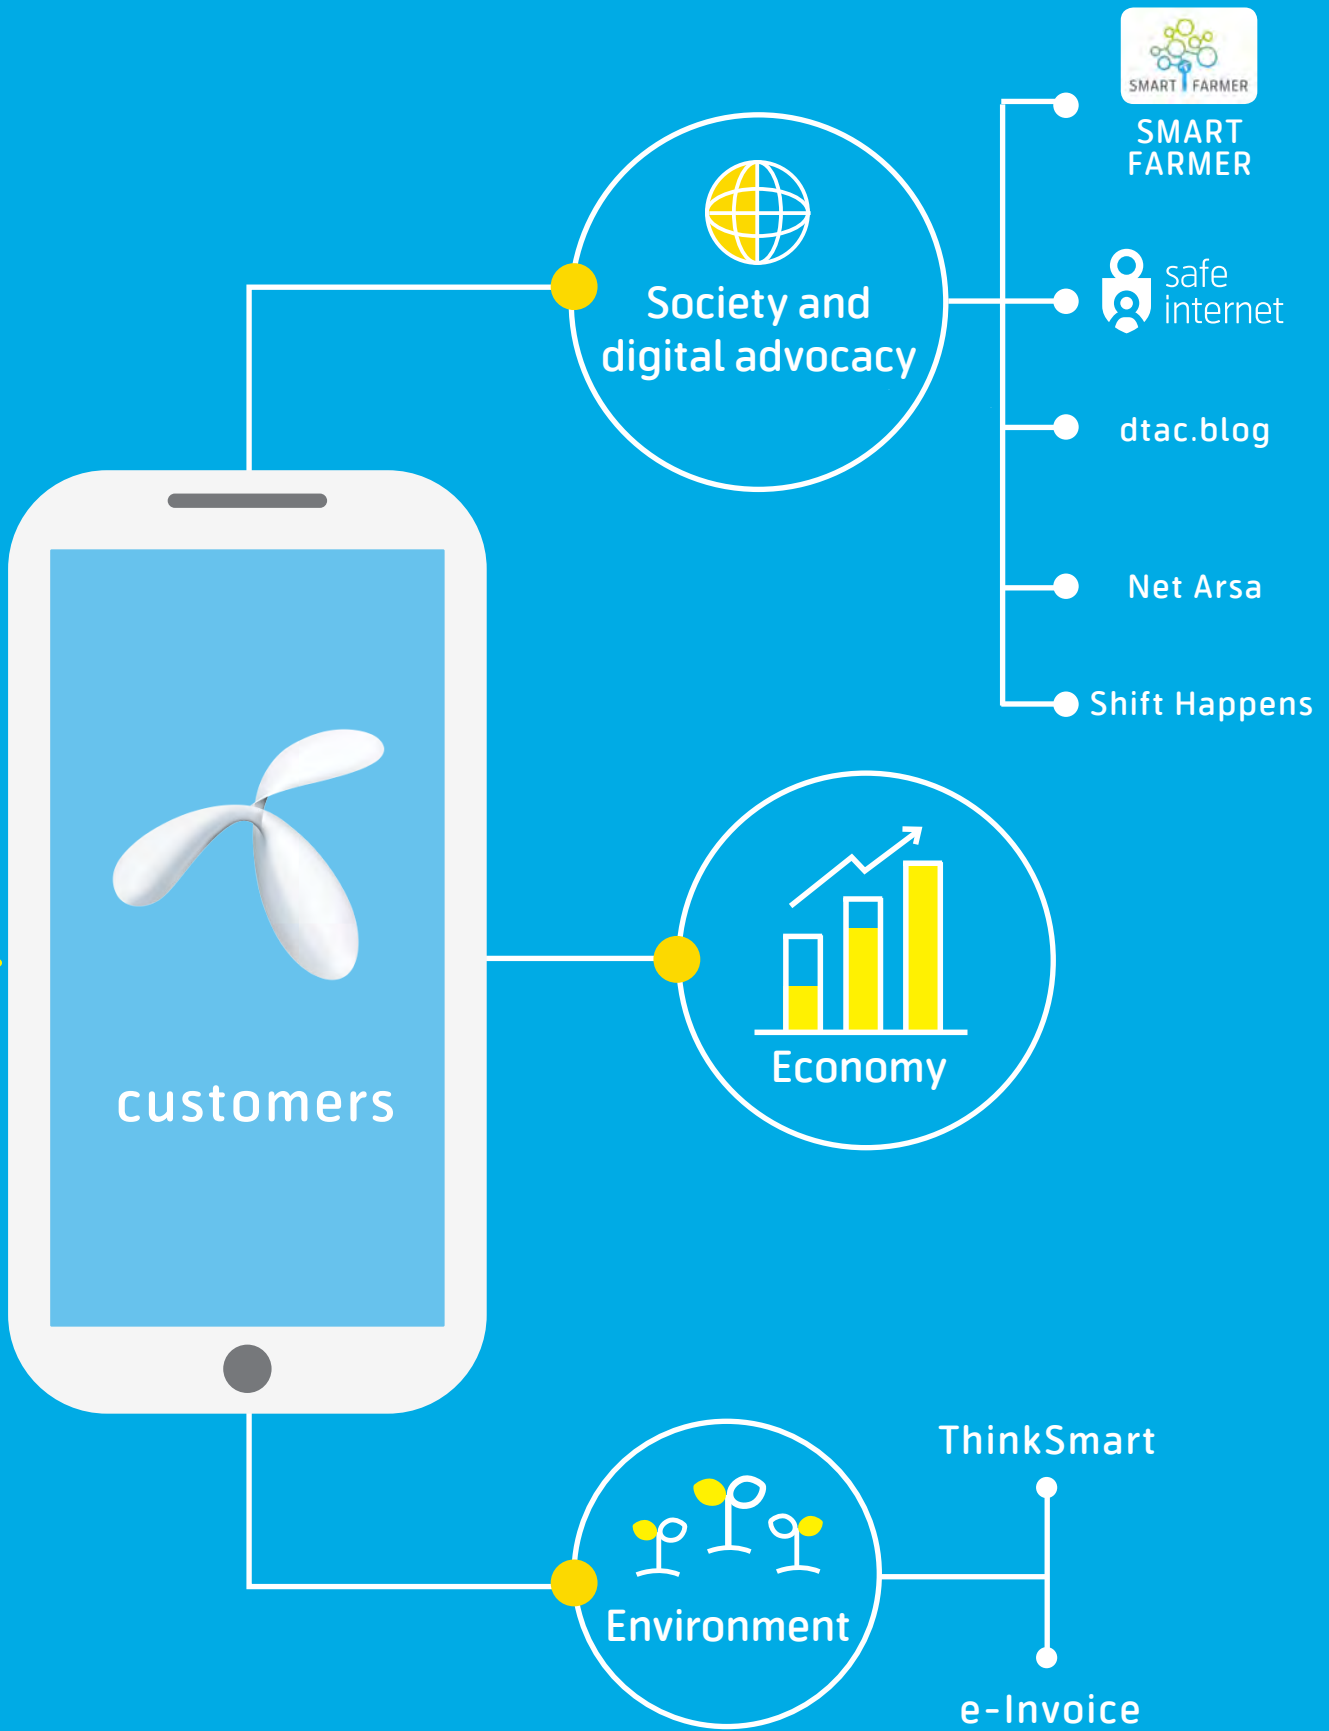 SMART FARMER
SMART
FARMER
safe
internet
dtac.blog
Net Arsa
Shift Happens
Society and
digital advocacy
customers
Economy
Environment
ThinkSmart
e-Invoice